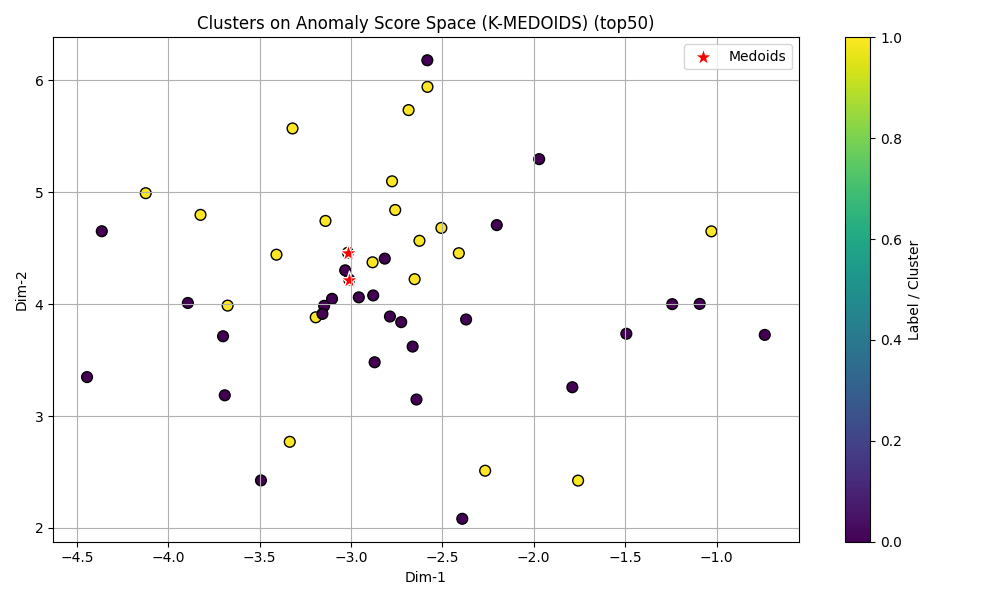 Clusters on Anomaly Score Space (K-MEDOIDS) (top50)
Medoids
Dim-2
6
5
4
3
2
−4.5 −4.0 −3.5 −3.0 −2.5 −2.0 −1.5 −1.0
Dim-1
1.0
0.8
0.6
0.4
0.2
0.0
Label / Cluster